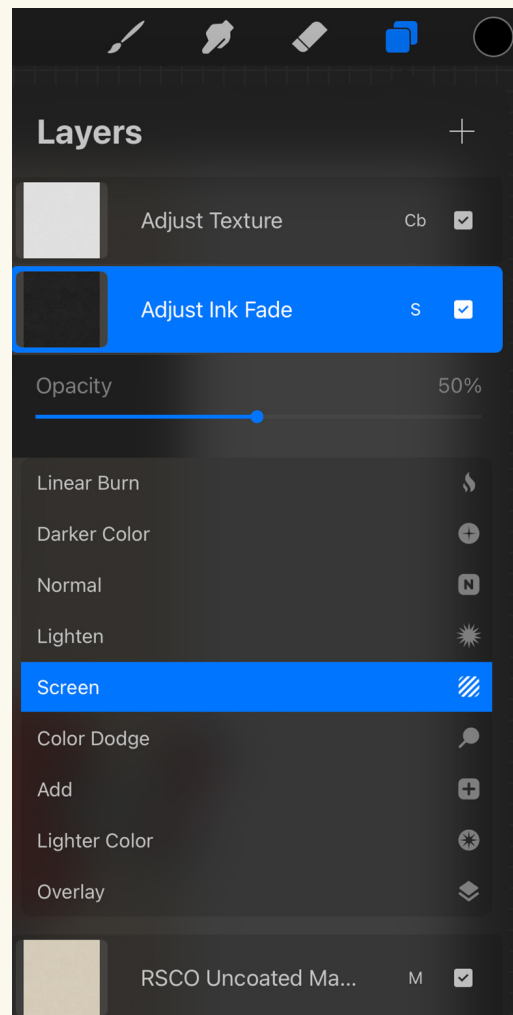 Layers
Adjust Texture Cb
Adjust Ink Fade S
Opacity 50%
Linear Burn
Darker Color
Normal N
Lighten
Screen
Color Dodge
Add
Lighter Color
Overlay
RSCO Uncoated Ma... M